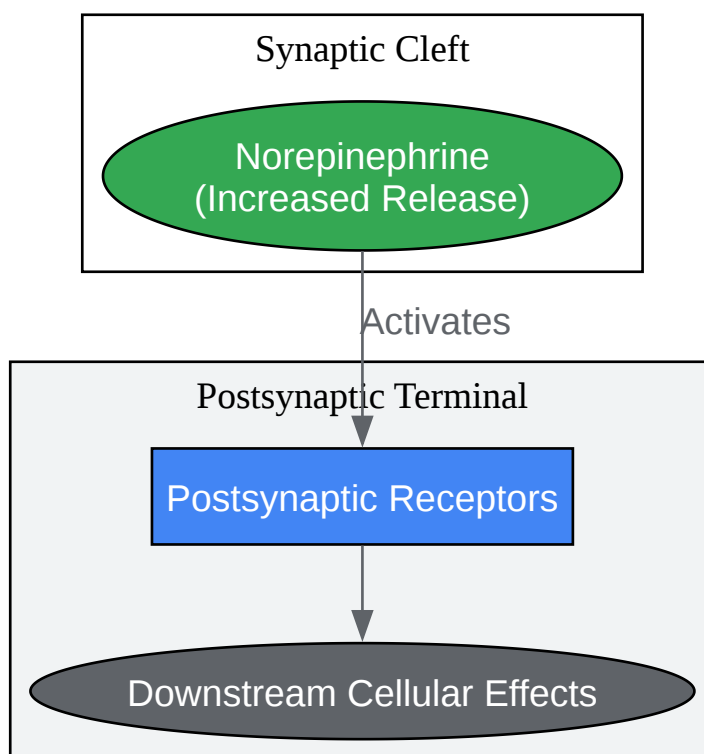 Synaptic Cleft
Norepinephrine
(Increased Release)
Activates
Postsynaptic Terminal
Postsynaptic Receptors
Downstream Cellular Effects